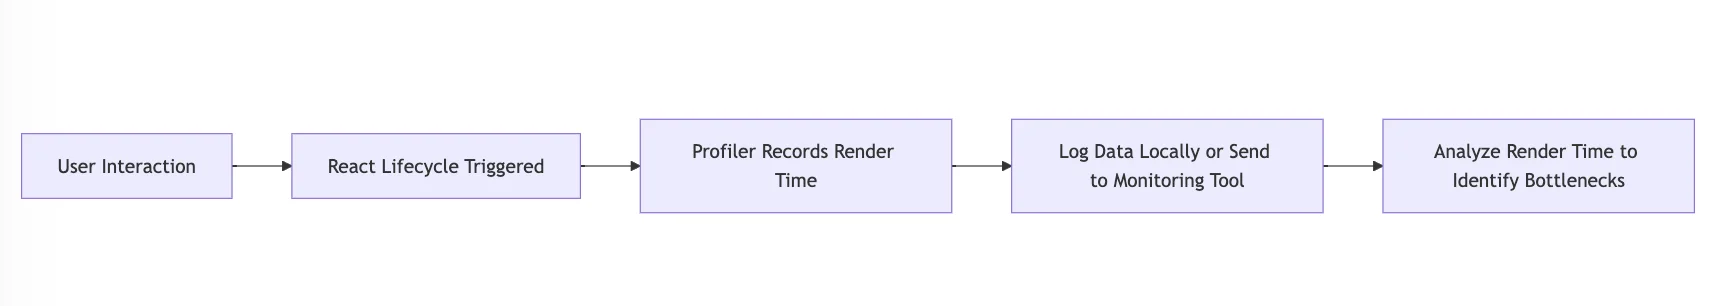 User Interaction
React Lifecycle Triggered
Profiler Records Render
Time
Log Data Locally or Send
to Monitoring Tool
Analyze Render Time to
Identify Bottlenecks